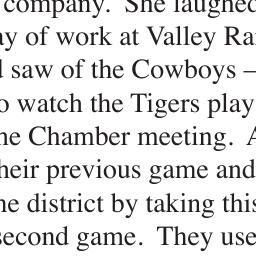 company. She laughed
ay of work at Valley Ra
saw of the Cowboys –
o watch the Tigers play
he Chamber meeting. A
heir previous game and
he district by taking this
second game. They use